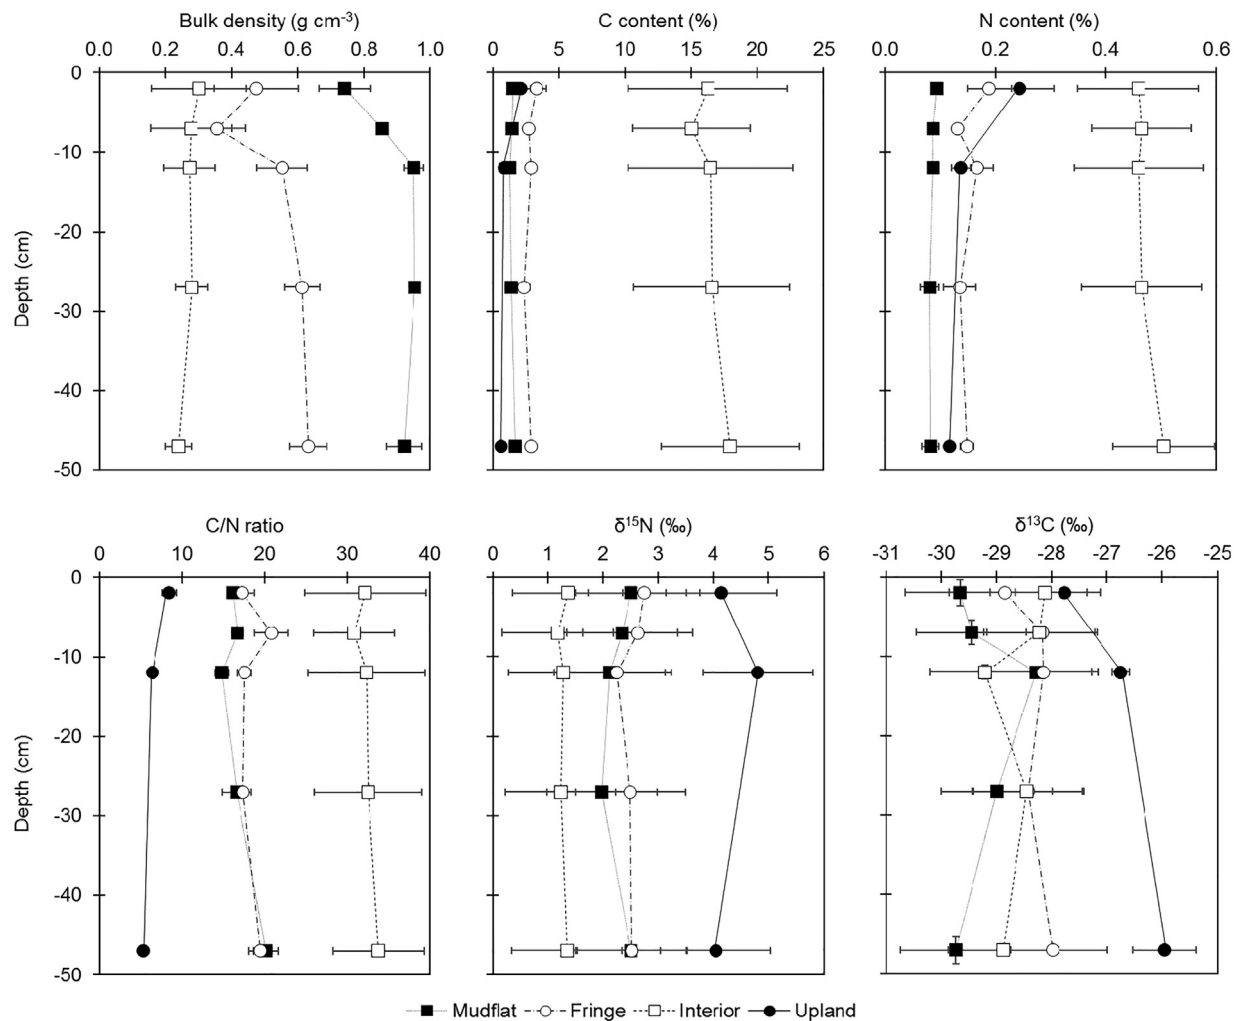 Bulk density (g cm-3) C content (%) N content (%)
0.0 0.2 0.4 0.6 0.8 1.0 0 5 10 15 20 25 0.0 0.2 0.4 0.6
0
-10
-20
-30
-40
-50
Depth (cm)
C/N ratio δ15N (‰) δ13C (‰)
0 10 20 30 40 0 1 2 3 4 5 6 -31 -30 -29 -28 -27 -26 -25
0
-10
-20
-30
-40
-50
Depth (cm)
Mudflat Fringe Interior Upland